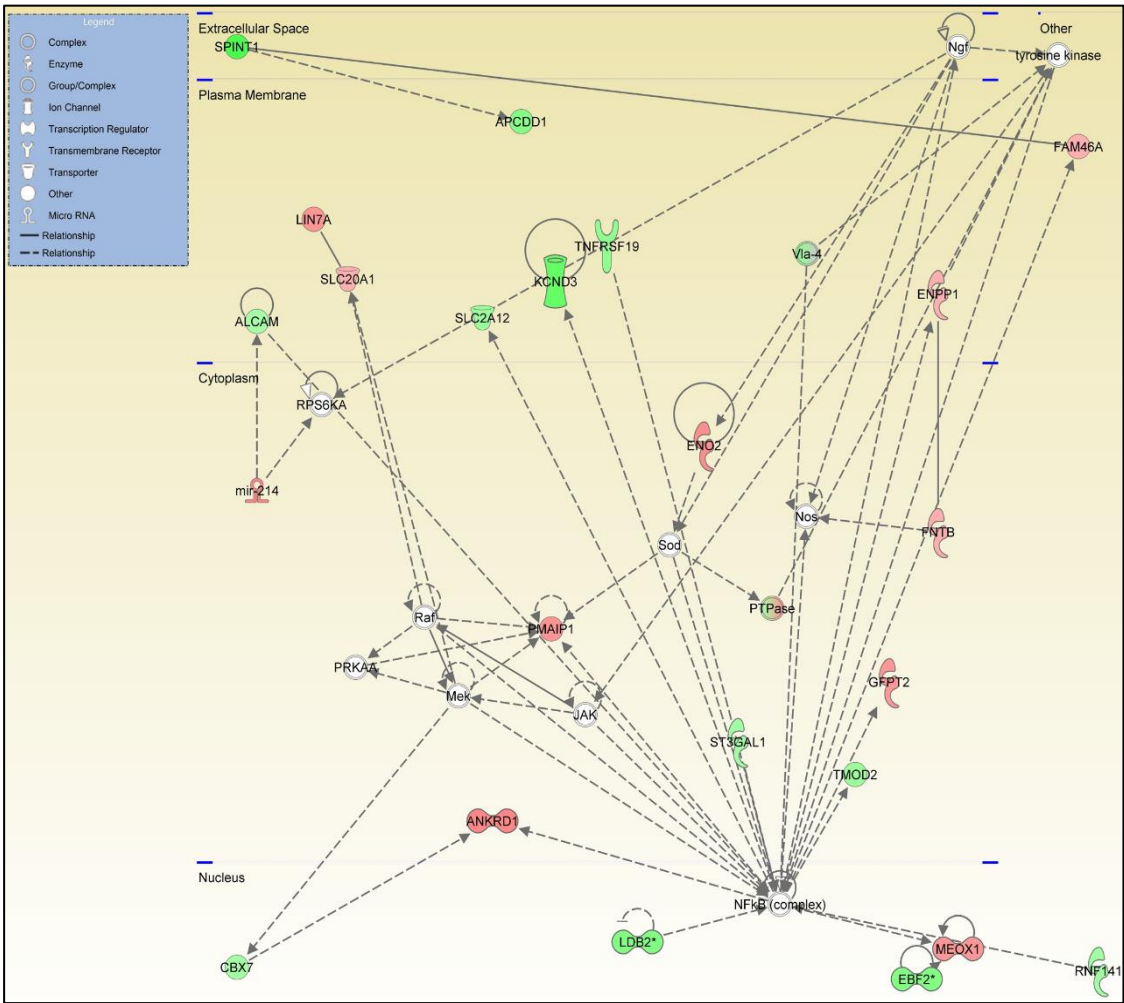 Legend
Complex
Enzyme
Group/Complex
Ion Channel
Transcription Regulator
Transmembrane Receptor
Transporter
Other
Micro RNA
Relationship
Relationship
Extracellular Space
Other
SPINT1
Ngf
tyrosine kinase
Plasma Membrane
APCDD1
FAM46A
LIN7A
TNFRSF19
Vla-4
SLC20A1
KCND3
ENPP1
ALCAM
SLC2A12
Cytoplasm
RPS6KA
ENO2
mir-214
Nos
FNTB
Sod
PTPase
Raf
PMAIP1
PRKAA
Mek
GFPT2
JAK
ST3GAL1
TMOD2
ANKRD1
Nucleus
NFkB (complex)
LDB2*
MEOX1
CBX7
EBF2*
RNF141